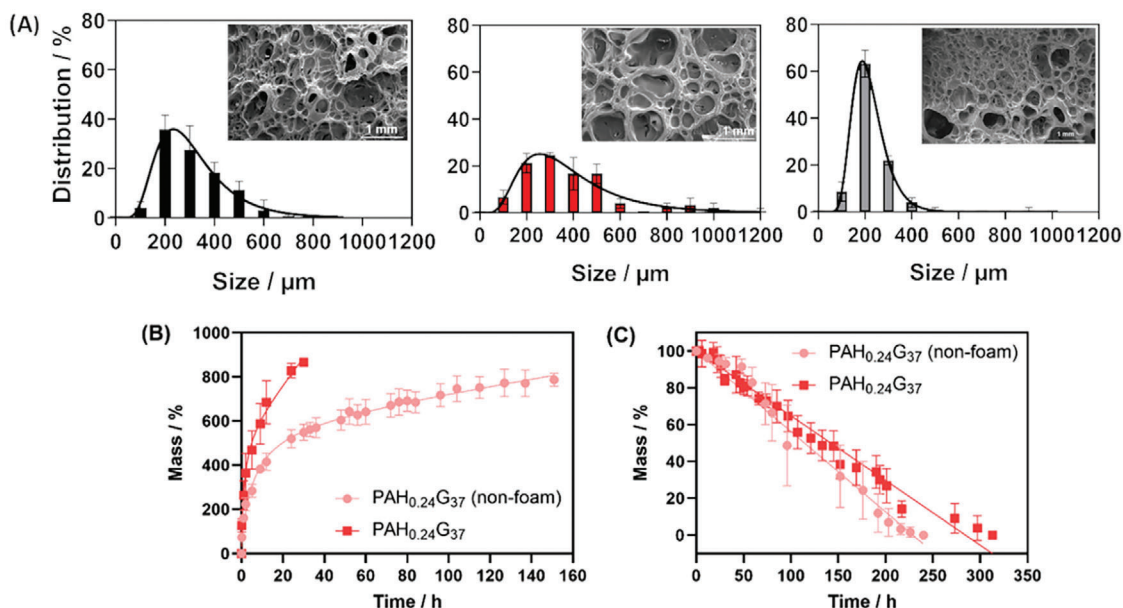 (A)
Distribution / %
80
60
40
20
0
0 200 400 600 800 1000 1200
Size / µm
1 mm
80
60
40
20
0
0 200 400 600 800 1000 1200
Size / µm
1 mm
80
60
40
20
0
0 200 400 600 800 1000 1200
Size / µm
1 mm
(B)
Mass / %
1000
800
600
400
200
0
0 20 40 60 80 100 120 140 160
Time / h
PAH0.24G37 (non-foam)
PAH0.24G37
(C)
Mass / %
100
80
60
40
20
0
0 50 100 150 200 250 300 350
Time / h
PAH0.24G37 (non-foam)
PAH0.24G37